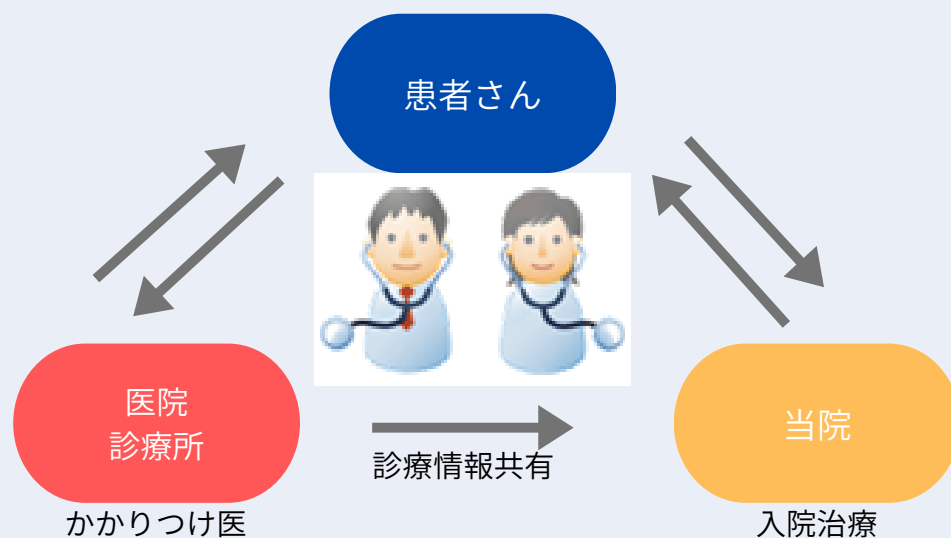 患者さん
医院
診療所
当院
診療情報共有
かかりつけ医
入院治療